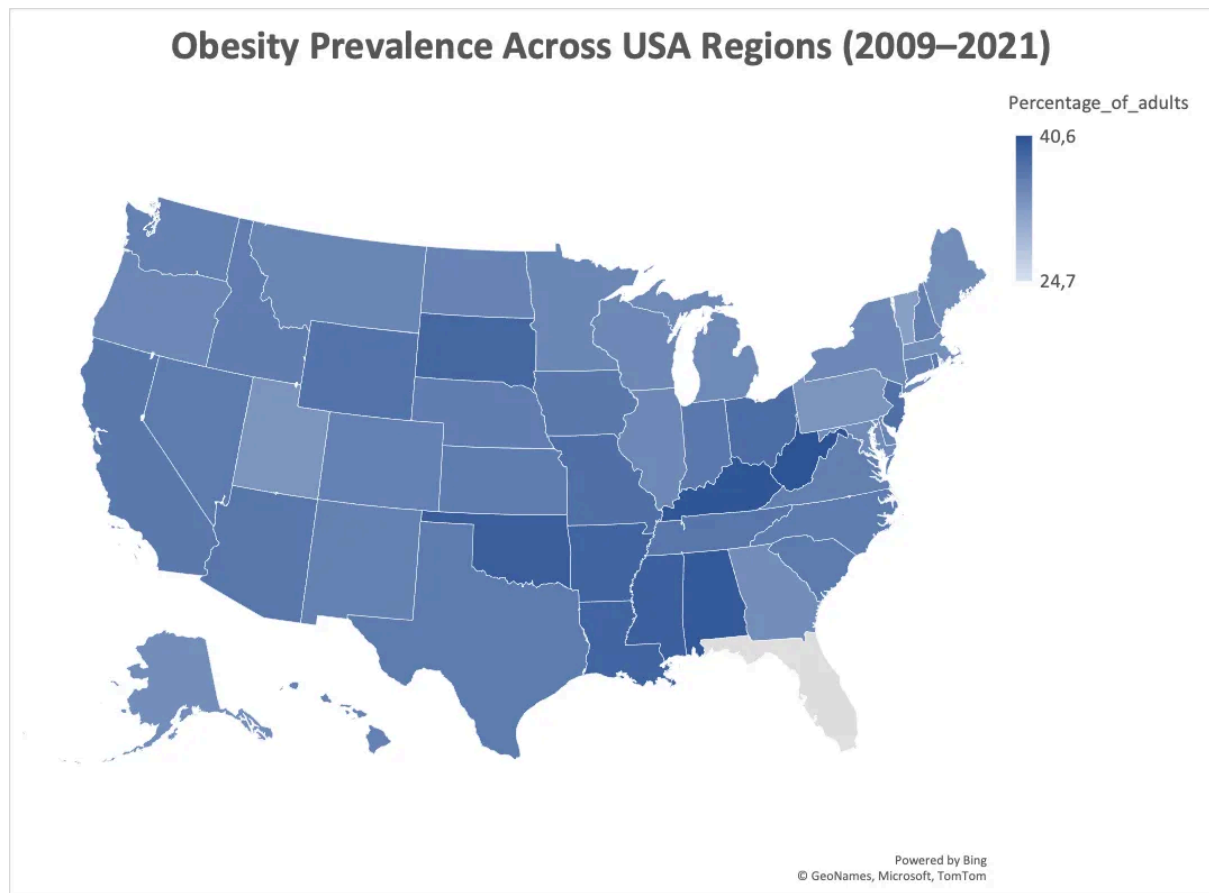 Obesity Prevalence Across USA Regions (2009–2021)
Percentage_of_adults
40,6
24,7
Powered by Bing
© GeoNames, Microsoft, TomTom